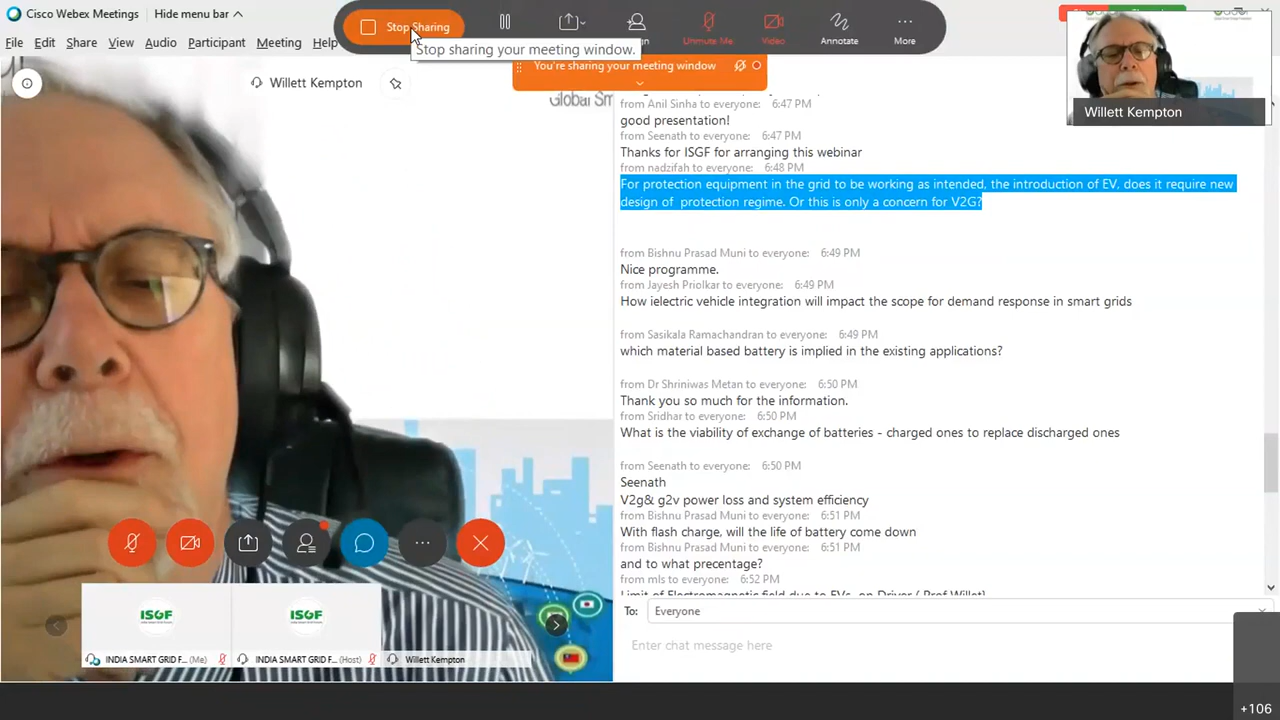 Cisco Webex Meetings
Hide menu bar
File Edit Share View Audio Participant Meeting Help
Stop Sharing
Unmute Me
Video
Annotate
More
Stop sharing your meeting window.
You're sharing your meeting window
Willett Kempton
Willett Kempton
Global Sm
from Anil Sinha to everyone: 6:47 PM
good presentation!
from Seenath to everyone: 6:47 PM
Thanks for ISGF for arranging this webinar
from nadzifah to everyone: 6:48 PM
For protection equipment in the grid to be working as intended, the introduction of EV, does it require new
design of protection regime. Or this is only a concern for V2G?
from Bishnu Prasad Muni to everyone: 6:49 PM
Nice programme.
from Jayesh Priolkar to everyone: 6:49 PM
How ielectric vehicle integration will impact the scope for demand response in smart grids
from Sasikala Ramachandran to everyone: 6:49 PM
which material based battery is implied in the existing applications?
from Dr Shriniwas Metan to everyone: 6:50 PM
Thank you so much for the information.
from Sridhar to everyone: 6:50 PM
What is the viability of exchange of batteries - charged ones to replace discharged ones
from Seenath to everyone: 6:50 PM
Seenath
V2g& g2v power loss and system efficiency
from Bishnu Prasad Muni to everyone: 6:51 PM
With flash charge, will the life of battery come down
from Bishnu Prasad Muni to everyone: 6:51 PM
and to what precentage?
from mls to everyone: 6:52 PM
Limit of Electromagnetic field due to EVs, on Driver ( Prof Willet)
To: Everyone
Enter chat message here
ISGF
ISGF
INDIA SMART GRID F... (Me)
INDIA SMART GRID F... (Host)
Willett Kempton
+106